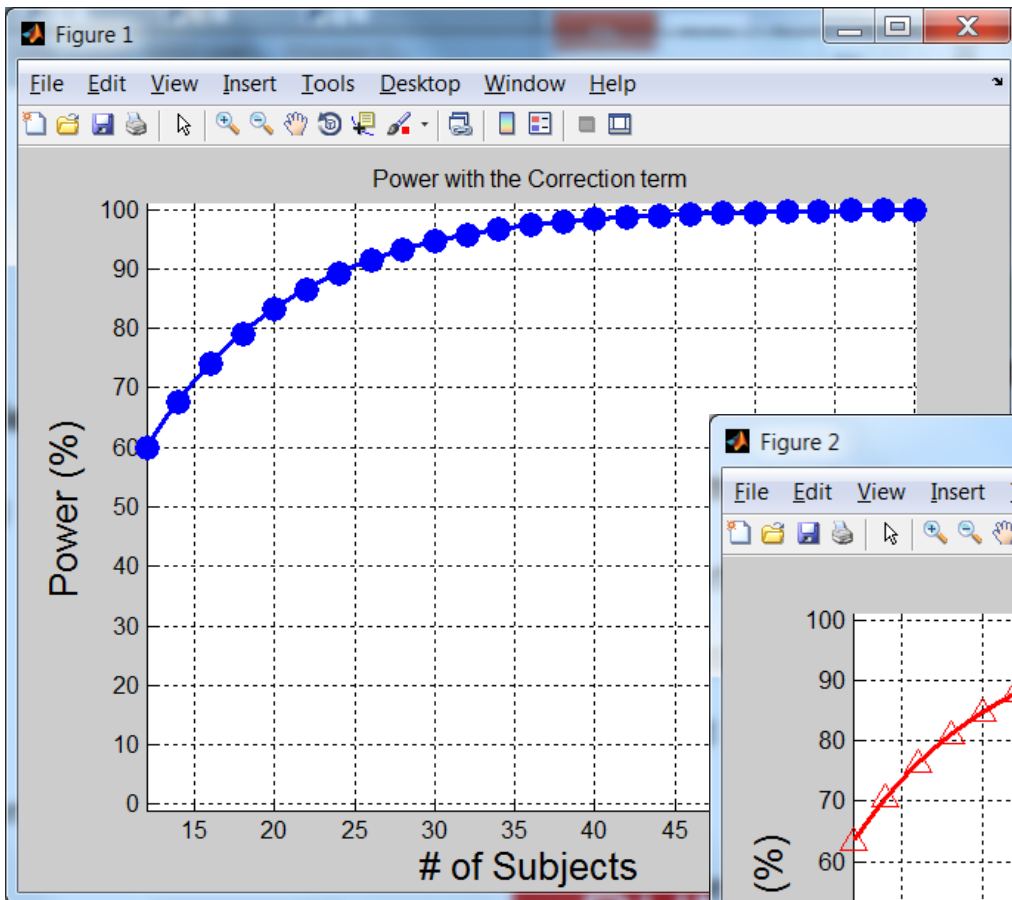 Figure 1
File Edit View Insert Tools Desktop Window Help
Power with the Correction term
100
90
80
70
60
50
40
30
20
10
0
Power (%)
15 20 25 30 35 40 45
# of Subjects
Figure 2
File Edit View Insert
100
90
80
70
60
(%)